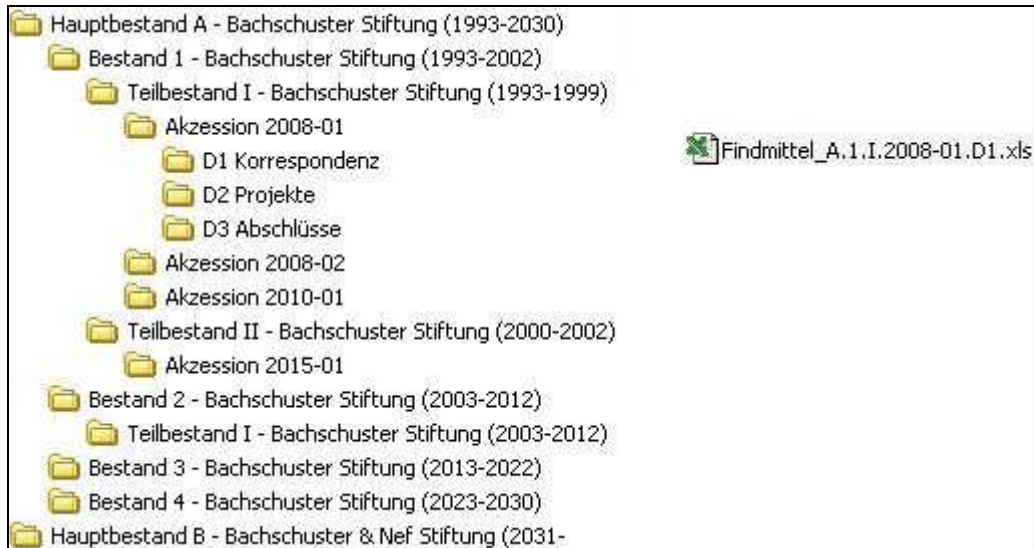 Hauptbestand A - Bachschuster Stiftung (1993-2030)
Bestand 1 - Bachschuster Stiftung (1993-2002)
Teilbestand I - Bachschuster Stiftung (1993-1999)
Akzession 2008-01
D1 Korrespondenz
D2 Projekte
D3 Abschlüsse
Akzession 2008-02
Akzession 2010-01
Teilbestand II - Bachschuster Stiftung (2000-2002)
Akzession 2015-01
Bestand 2 - Bachschuster Stiftung (2003-2012)
Teilbestand I - Bachschuster Stiftung (2003-2012)
Bestand 3 - Bachschuster Stiftung (2013-2022)
Bestand 4 - Bachschuster Stiftung (2023-2030)
Hauptbestand B - Bachschuster & Nef Stiftung (2031-
Findmittel_A.1.I.2008-01.D1.xls